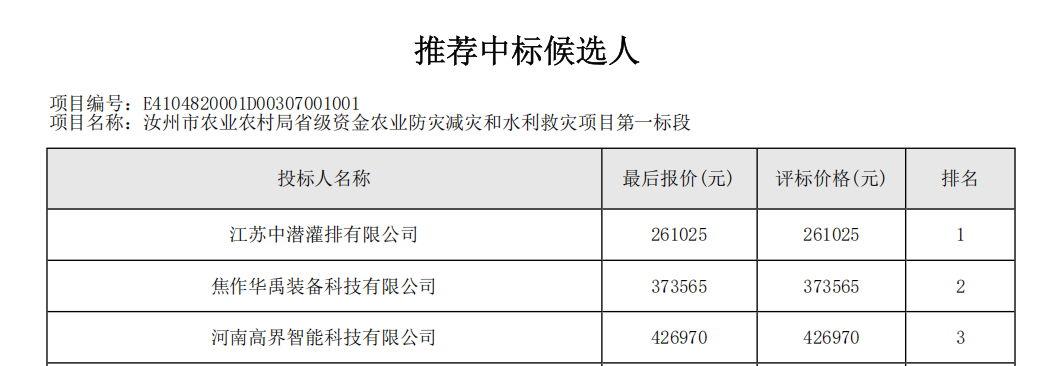 推荐中标候选人
项目编号：E4104820001D00307001001
项目名称：汝州市农业农村局省级资金农业防灾减灾和水利救灾项目第一标段
投标人名称 最后报价(元) 评标价格(元) 排名
江苏中潜灌排有限公司 261025 261025 1
焦作华禹装备科技有限公司 373565 373565 2
河南高界智能科技有限公司 426970 426970 3